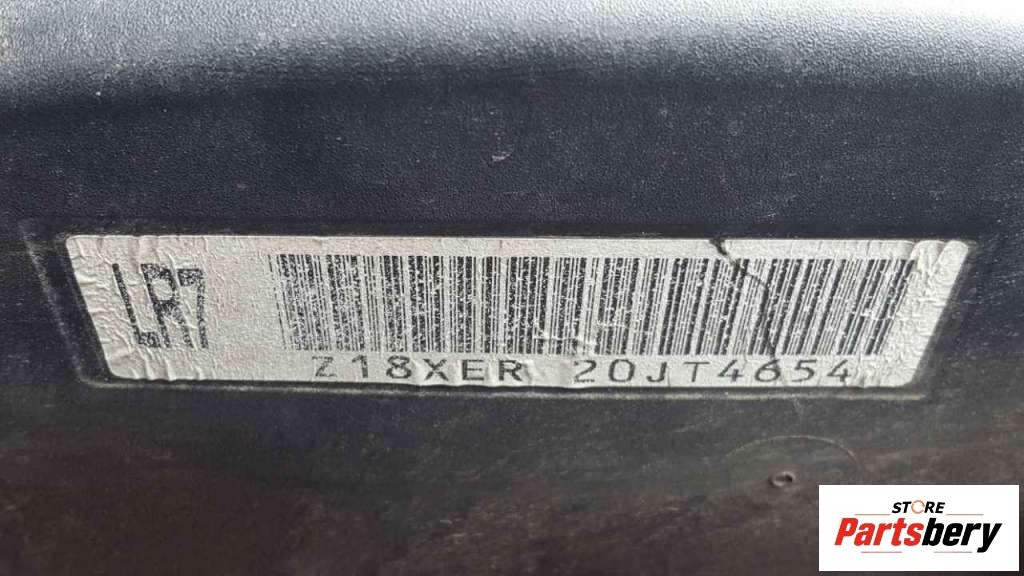 LR7
Z18XER 20JT4654
STORE
Partsbery